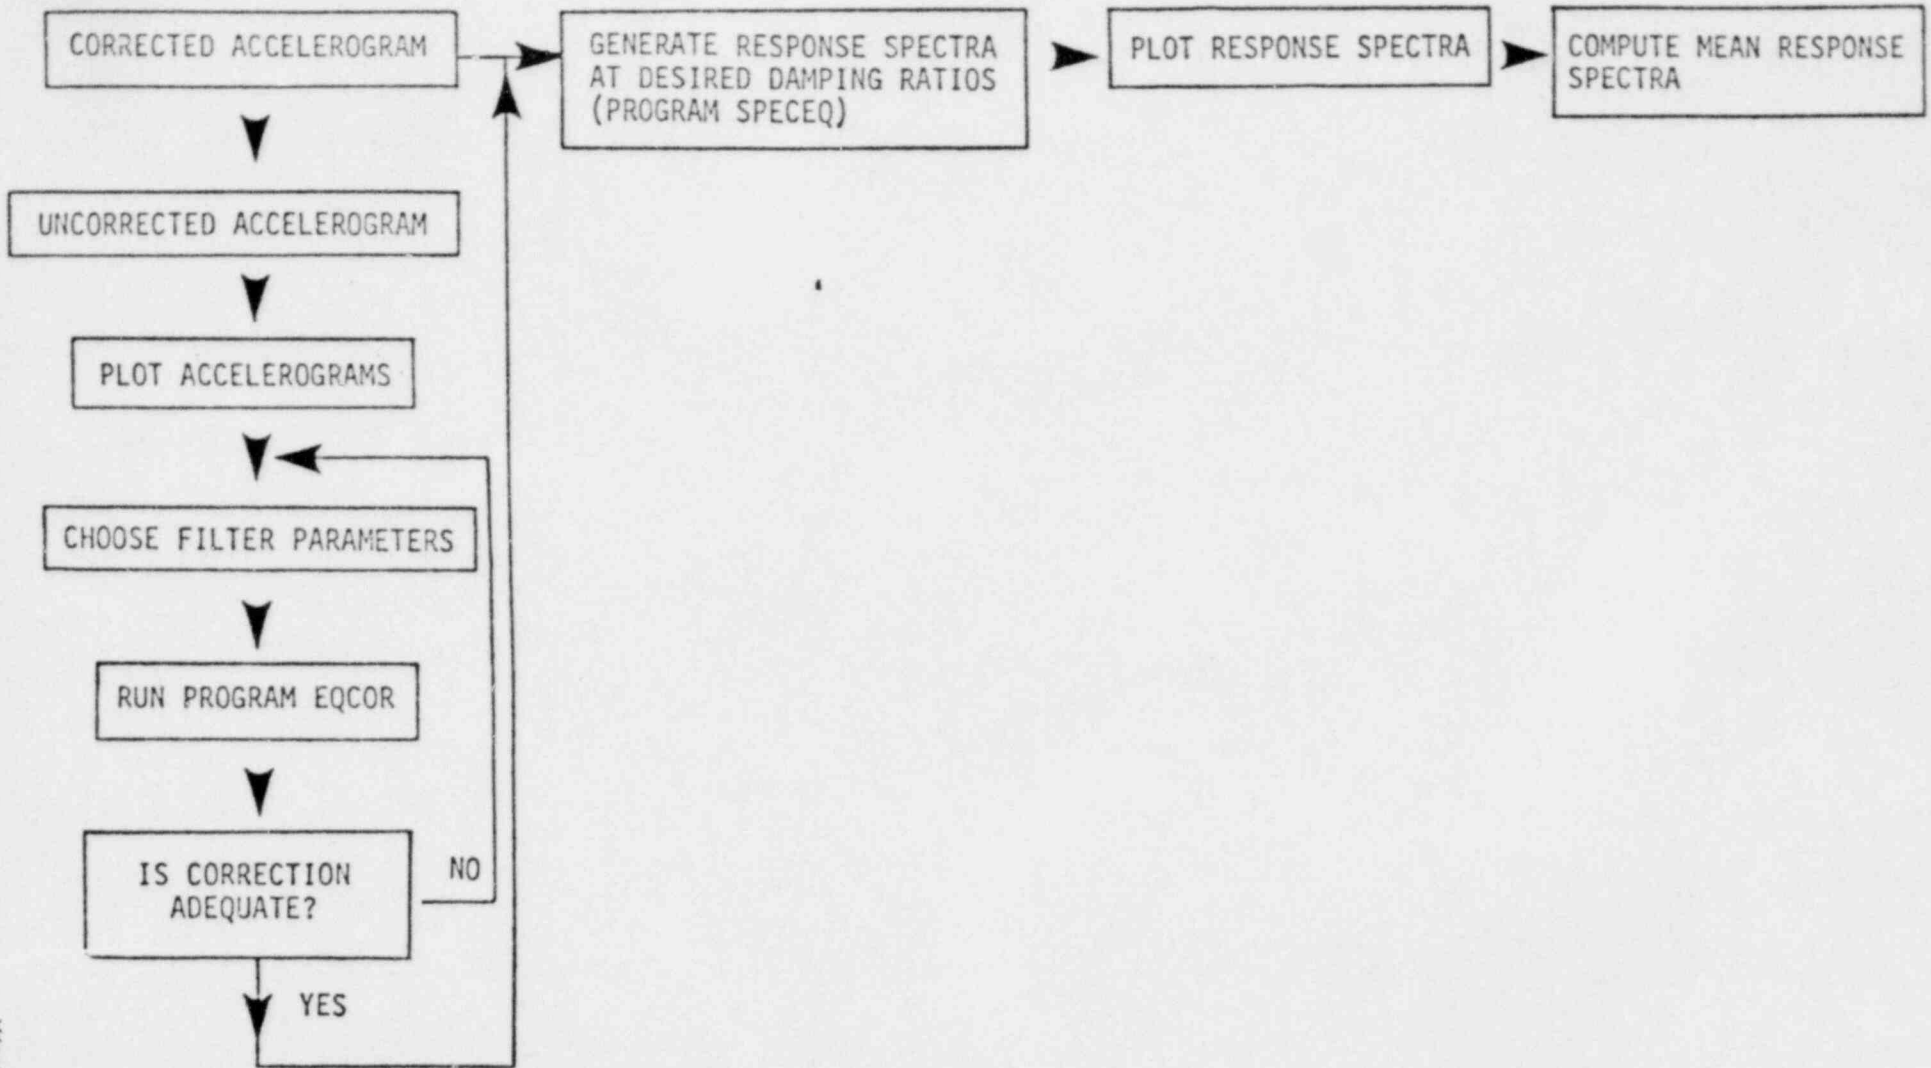 CORRECTED ACCELEROGRAM
GENERATE RESPONSE SPECTRA
AT DESIRED DAMPING RATIOS
(PROGRAM SPECEQ)
PLOT RESPONSE SPECTRA
COMPUTE MEAN RESPONSE
SPECTRA
UNCORRECTED ACCELEROGRAM
PLOT ACCELEROGRAMS
CHOOSE FILTER PARAMETERS
RUN PROGRAM EQCOR
IS CORRECTION
ADEQUATE?
NO
YES